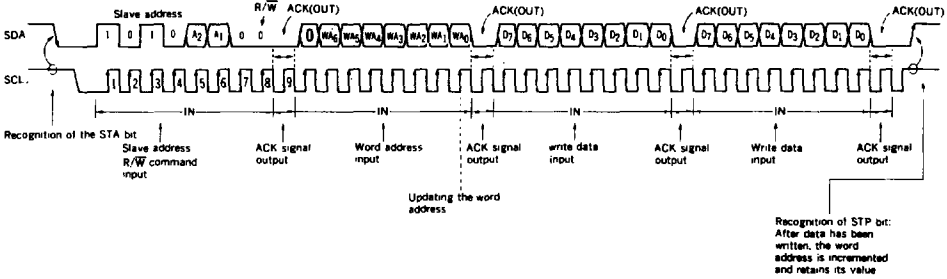 Slave address
R/W
ACK(OUT)
ACK(OUT)
ACK(OUT)
ACK(OUT)
SDA
1 0 1 0 A2 A1 0 0
0 WA6 WA5 WA4 WA3 WA2 WA1 WA0
D7 D6 D5 D4 D3 D2 D1 D0
D7 D6 D5 D4 D3 D2 D1 D0
SCL
1 2 3 4 5 6 7 8 9
IN
IN
IN
IN
Recognition of the STA bit
Slave address
R/W command
input
ACK signal
output
Word address
input
ACK signal
output
write data
input
ACK signal
output
Write data
input
ACK signal
output
Updating the word
address
Recognition of STP bit:
After data has been
written, the word
address is incremented
and retains its value